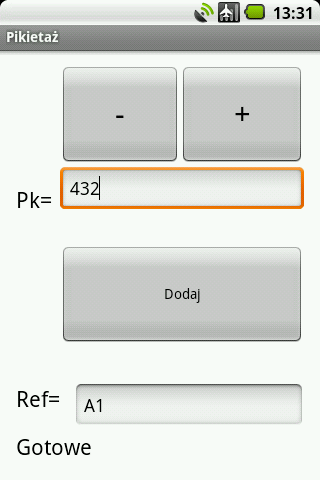 13:31
Pikietaż
- +
Pk= 432
Dodaj
Ref= A1
Gotowe